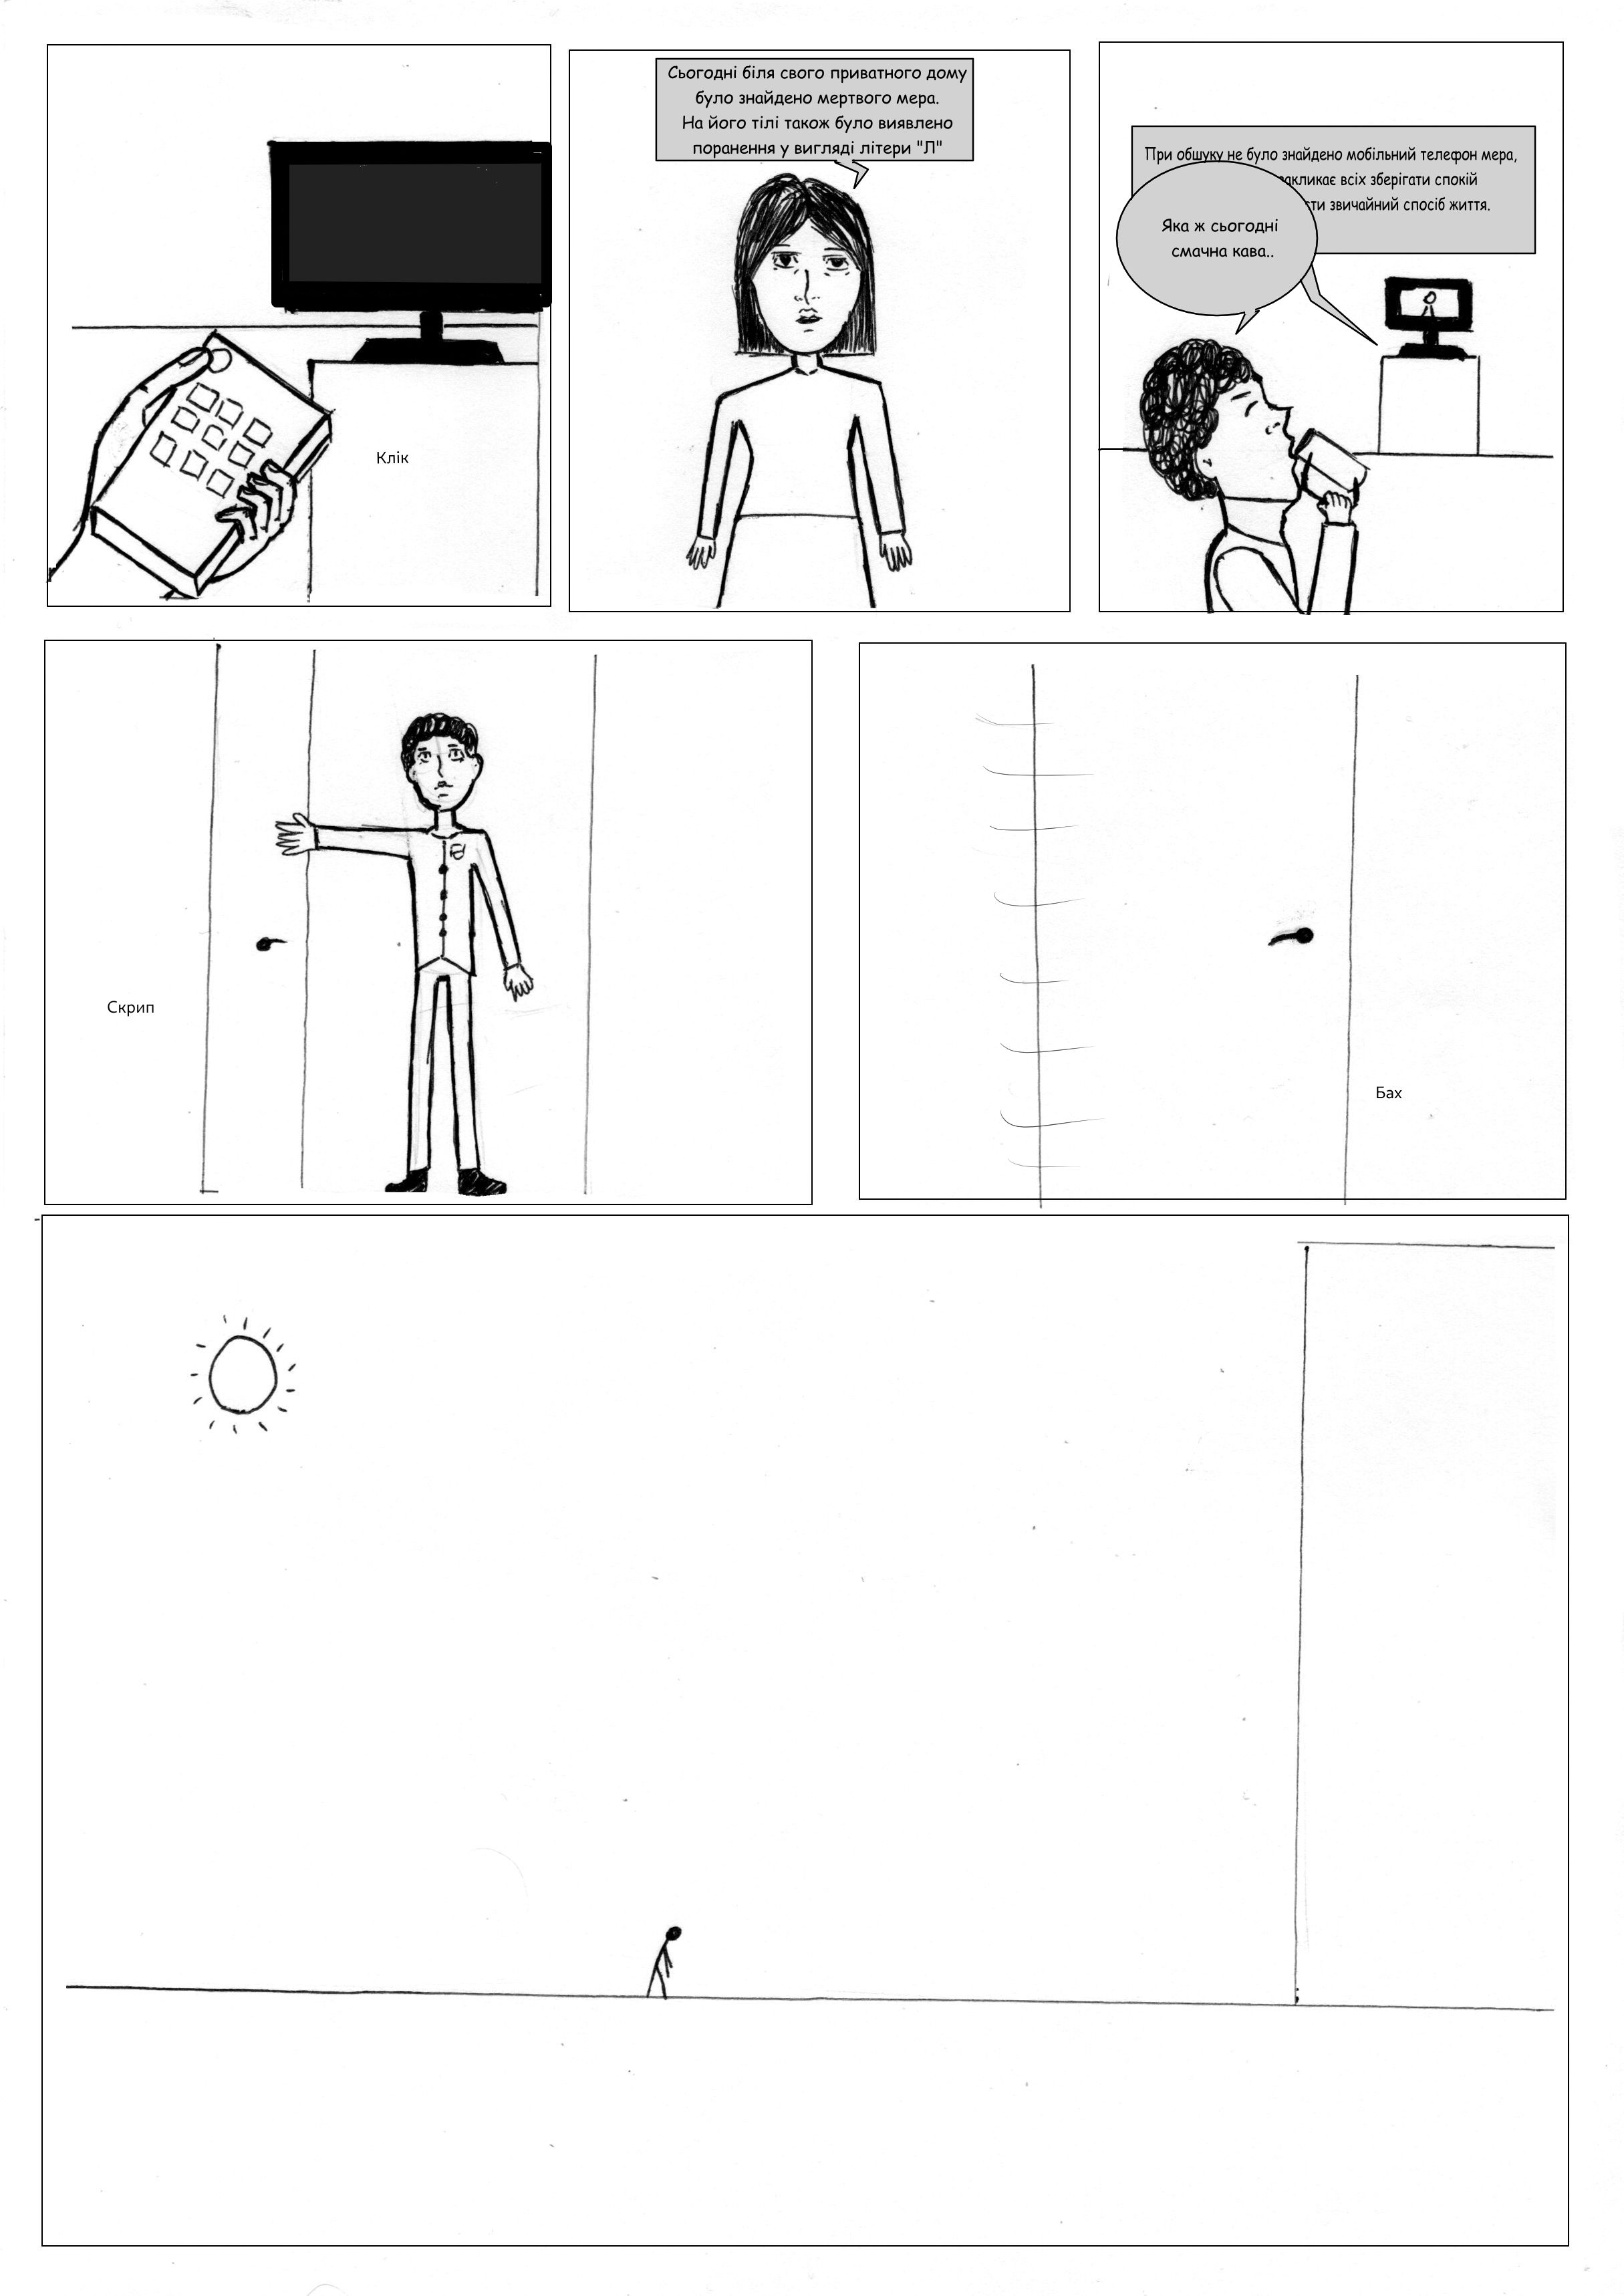 Клік
Сьогодні біля свого приватного дому
було знайдено мертвого мера.
На його тілі також було виявлено
поранення у вигляді літери "Л"
При обшуку не було знайдено мобільний телефон мера,
всіх зберігати спокій
звичайний спосіб життя.
Яка ж сьогодні
смачна кава..
Скрип
Бах